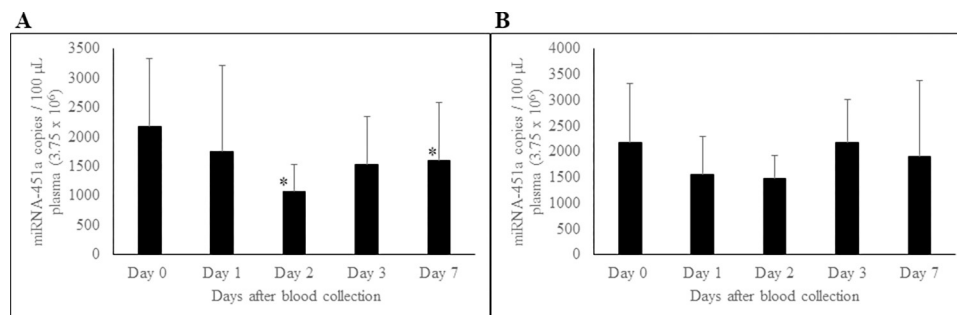 A
miRNA-451a copies / 100 µL
plasma (3.75 x 10⁶)
3500
3000
2500
2000
1500
1000
500
0
*
*
Day 0 Day 1 Day 2 Day 3 Day 7
Days after blood collection
B
miRNA-451a copies / 100 µL
plasma (3.75 x 10⁶)
4000
3500
3000
2500
2000
1500
1000
500
0
Day 0 Day 1 Day 2 Day 3 Day 7
Days after blood collection